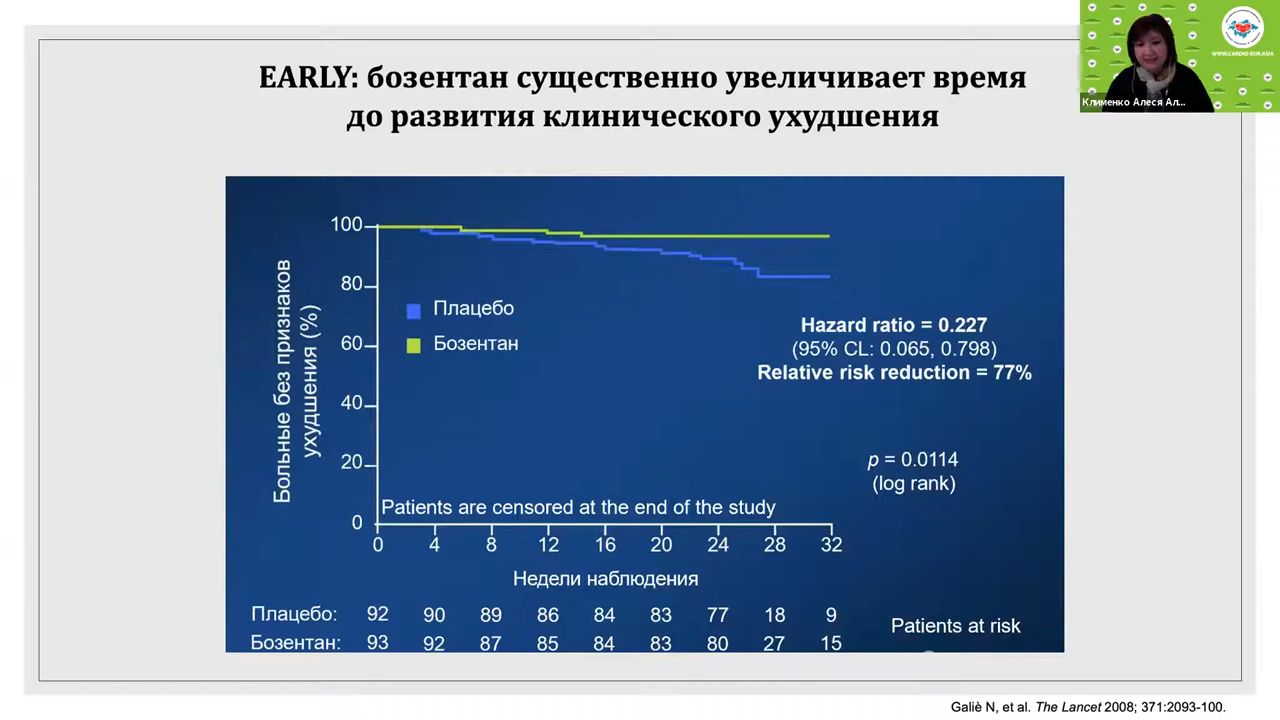 EARLY: бозентан существенно увеличивает время
до развития клинического ухудшения
WWW.CARDIO-EUR.ASIA
Клименко Алеся Ал...
Больные без признаков
ухудшения (%)
100
80
60
40
20
0
Плацебо
Бозентан
Hazard ratio = 0.227
(95% CL: 0.065, 0.798)
Relative risk reduction = 77%
p = 0.0114
(log rank)
Patients are censored at the end of the study
0 4 8 12 16 20 24 28 32
Недели наблюдения
Плацебо: 92 90 89 86 84 83 77 18 9
Бозентан: 93 92 87 85 84 83 80 27 15
Patients at risk
Galiè N, et al. The Lancet 2008; 371:2093-100.